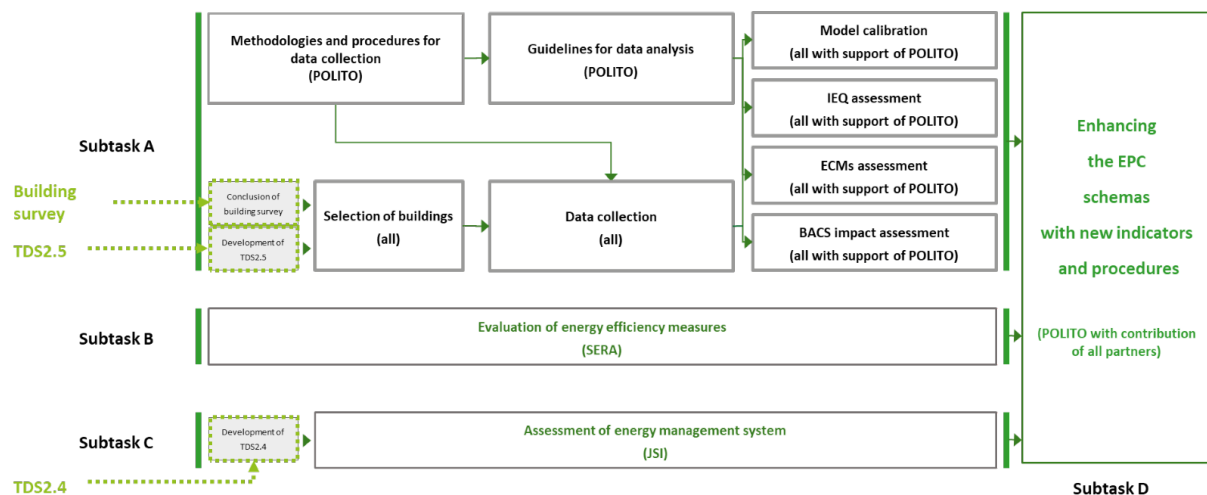 Methodologies and procedures for
data collection
(POLITO)
Guidelines for data analysis
(POLITO)
Model calibration
(all with support of POLITO)
IEQ assessment
(all with support of POLITO)
Subtask A
ECMs assessment
(all with support of POLITO)
Building
survey
Conclusion of
building survey
TDS2.5
Development of
TDS2.5
Selection of buildings
(all)
Data collection
(all)
BACS impact assessment
(all with support of POLITO)
Subtask B
Evaluation of energy efficiency measures
(SERA)
Subtask C
Development of
TDS2.4
Assessment of energy management system
(JSI)
TDS2.4
Enhancing
the EPC
schemas
with new indicators
and procedures
(POLITO with contribution
of all partners)
Subtask D